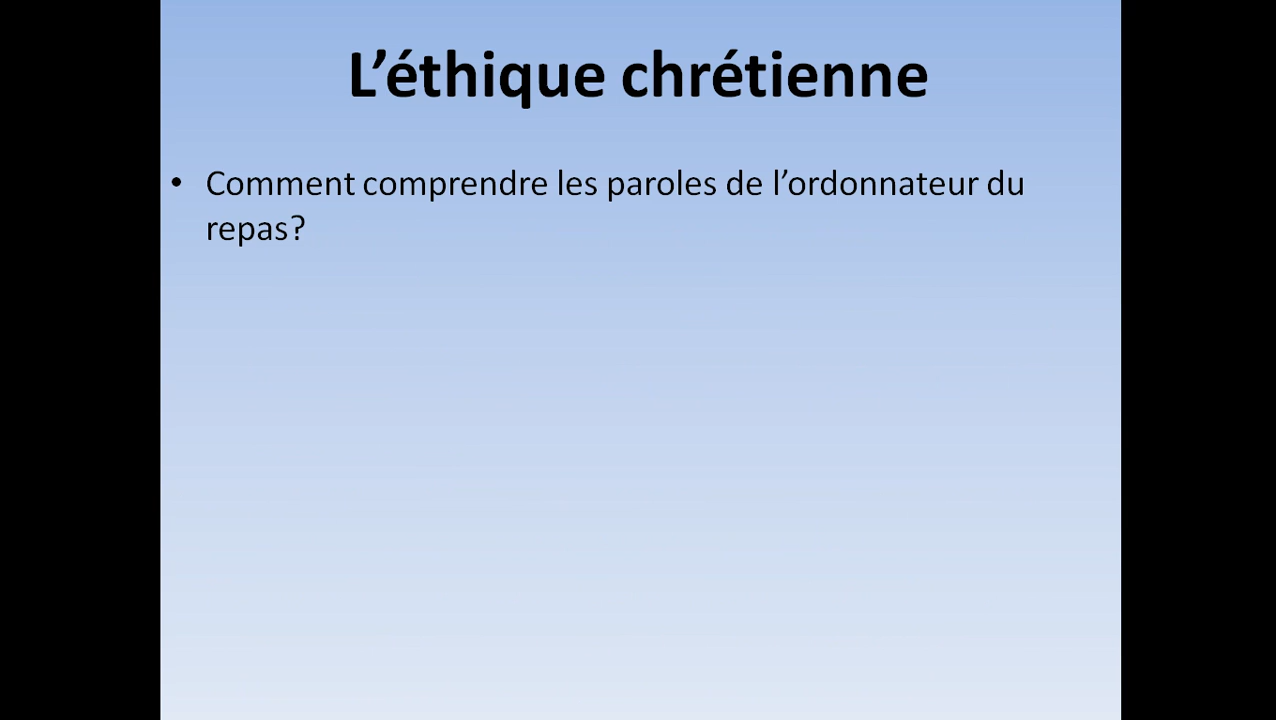 L’éthique chrétienne
• Comment comprendre les paroles de l’ordonnateur du
repas?